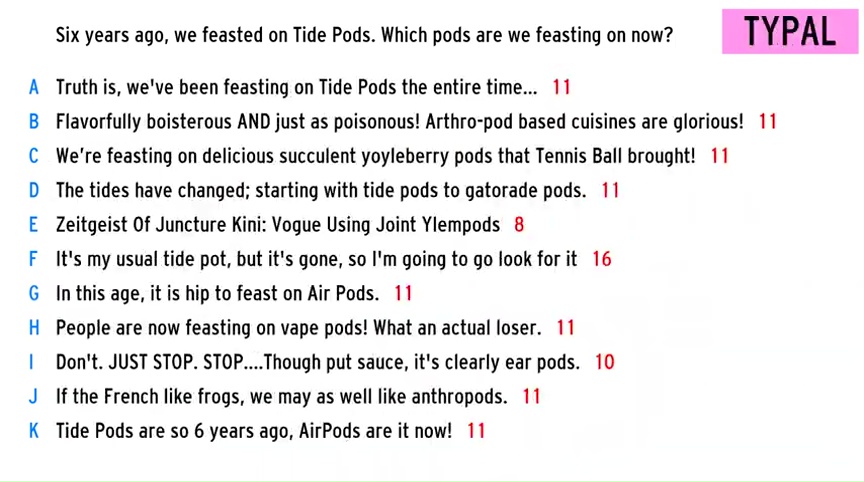 Six years ago, we feasted on Tide Pods. Which pods are we feasting on now?
TYPAL
A Truth is, we've been feasting on Tide Pods the entire time... 11
B Flavorfully boisterous AND just as poisonous! Arthro-pod based cuisines are glorious! 11
C We're feasting on delicious succulent yoyleberry pods that Tennis Ball brought! 11
D The tides have changed; starting with tide pods to gatorade pods. 11
E Zeitgeist Of Juncture Kini: Vogue Using Joint Ylempods 8
F It's my usual tide pot, but it's gone, so I'm going to go look for it 16
G In this age, it is hip to feast on Air Pods. 11
H People are now feasting on vape pods! What an actual loser. 11
I Don't. JUST STOP. STOP....Though put sauce, it's clearly ear pods. 10
J If the French like frogs, we may as well like anthropods. 11
K Tide Pods are so 6 years ago, AirPods are it now! 11